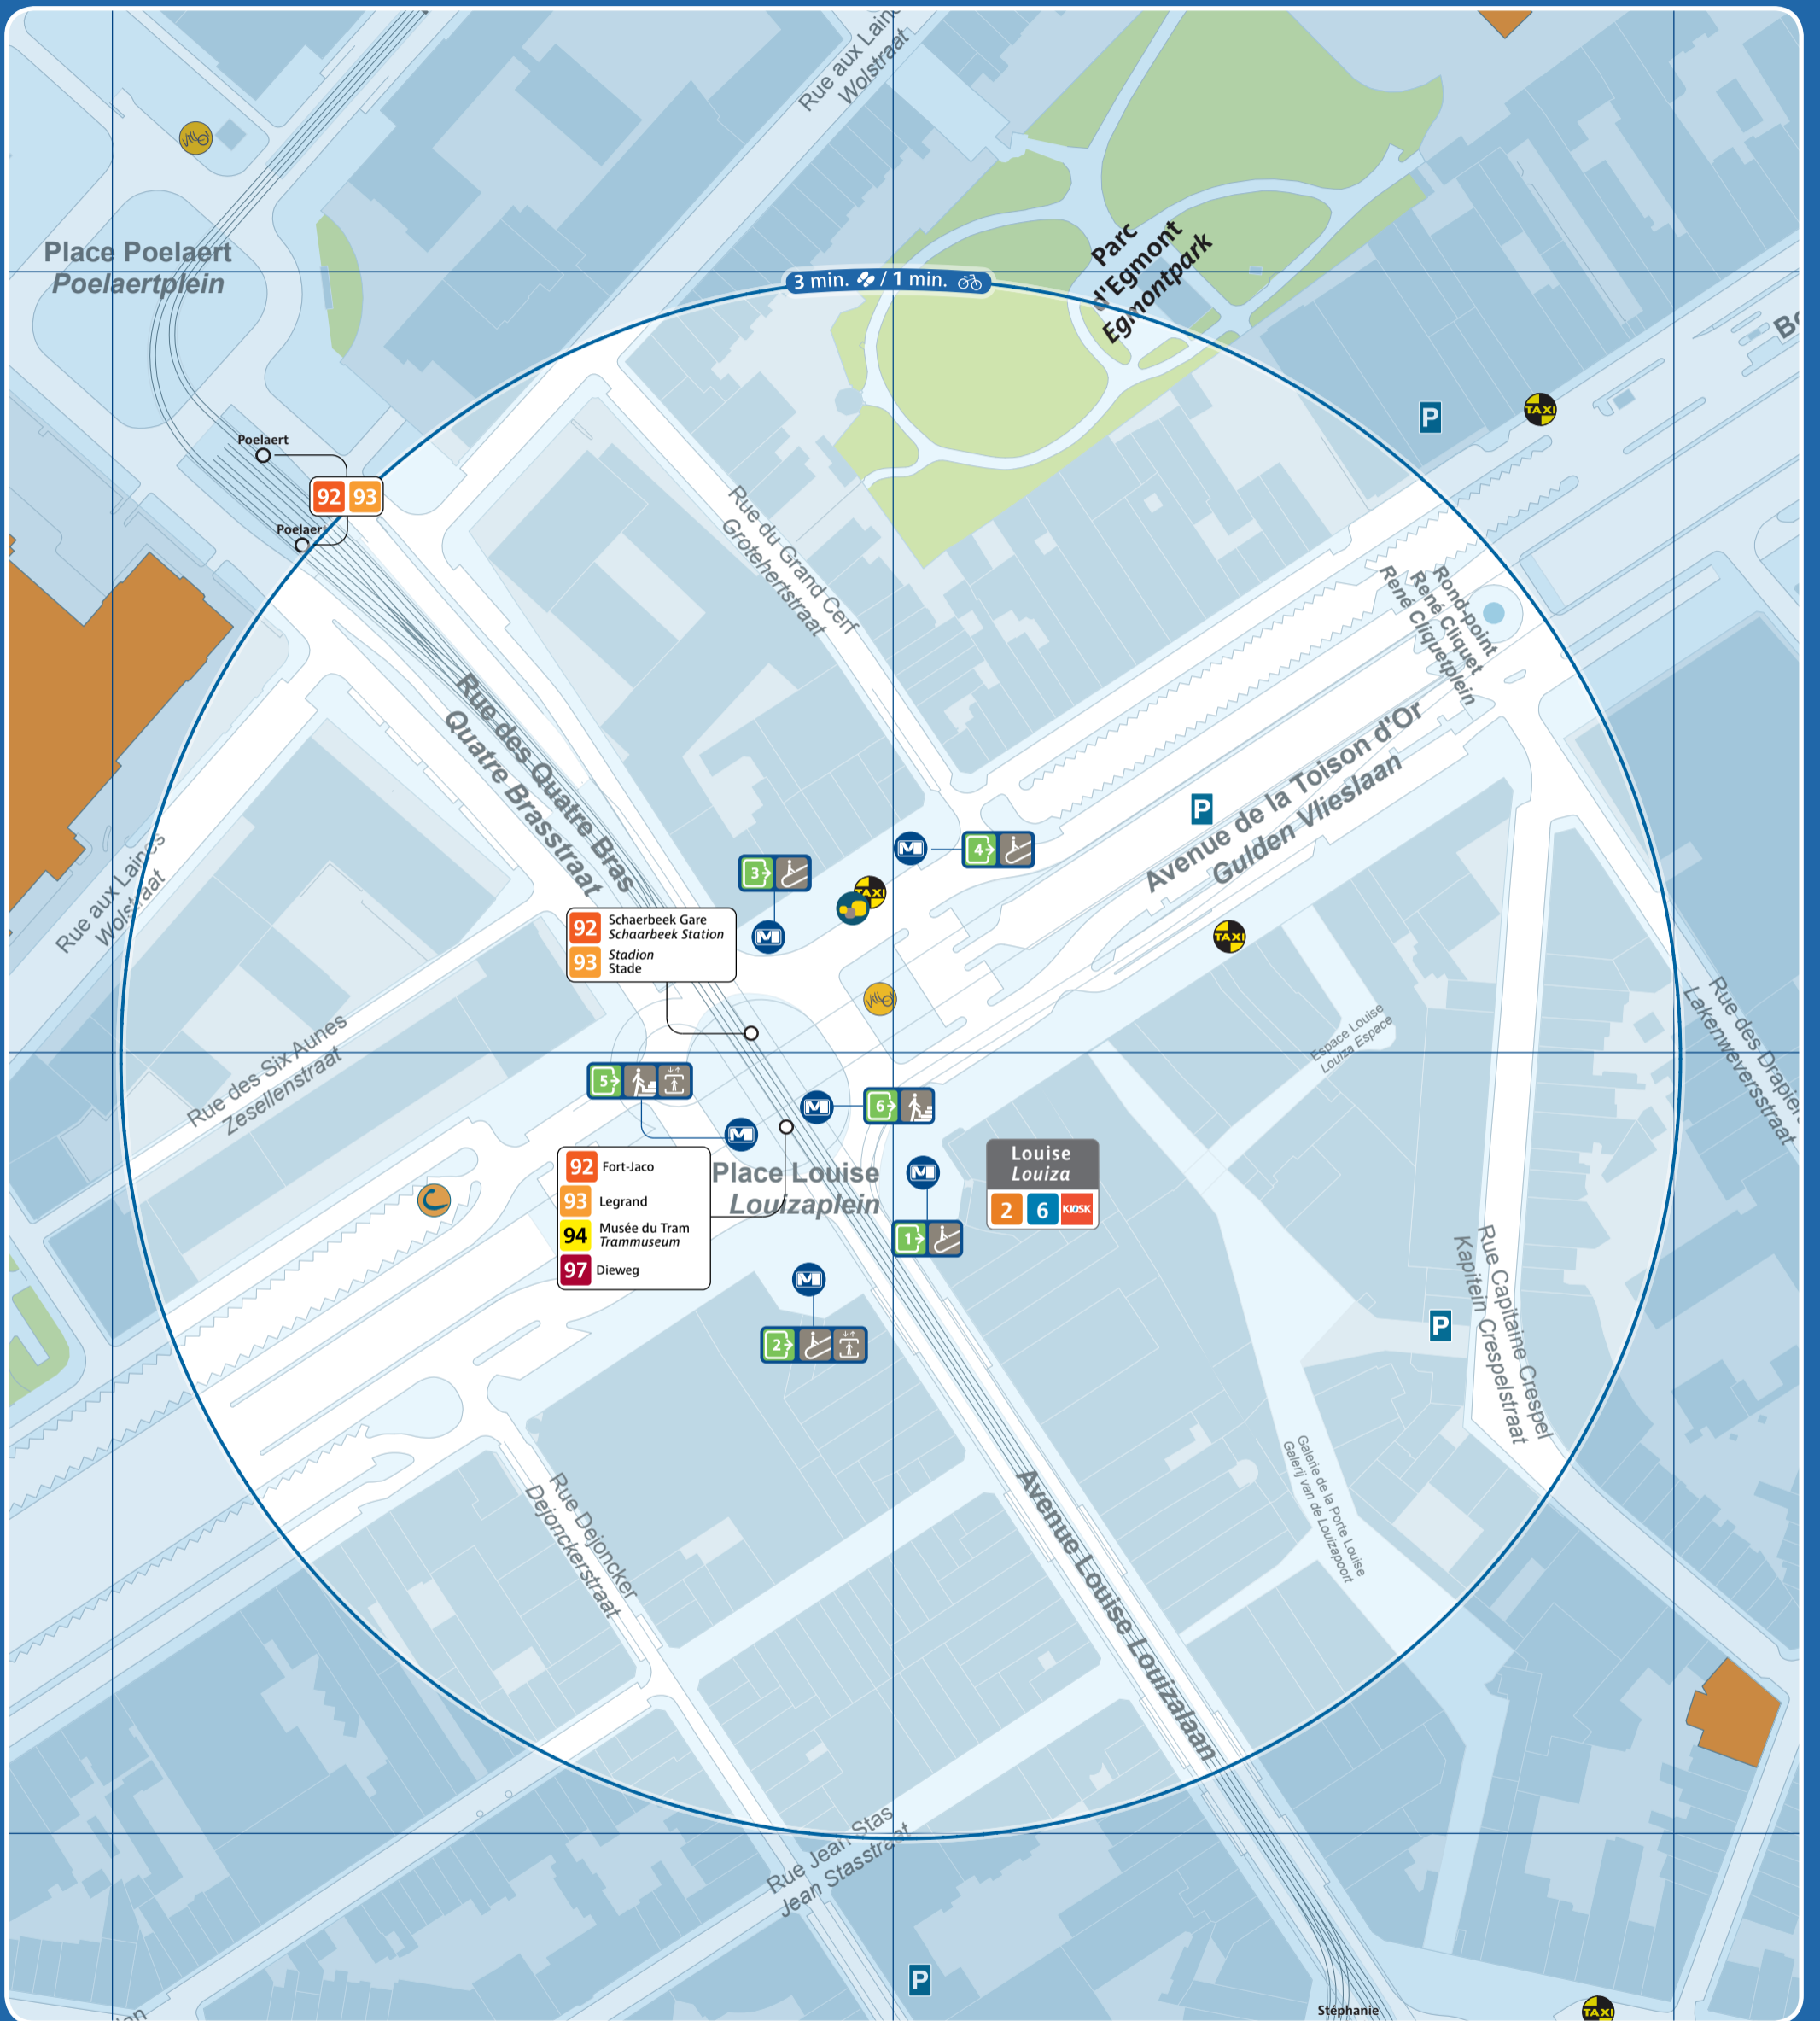 Rue aux Laines
Wolstraat
Villo!
Place Poelaert
Poelaertplein
Parc
d'Egmont
Egmontpark
3 min. / 1 min.
P
TAXI
Poelaert
92 93
Poelaert
Rue du Grand Cerf
Grotehertstraat
Rond-point
René Cliquet
René Cliquetplein
Rue des Quatre Bras
Quatre Brasstraat
Avenue de la Toison d'Or
Gulden Vlieslaan
P
M
4
3
TAXI
M
TAXI
Rue aux Laines
Wolstraat
92 Schaerbeek Gare
Schaarbeek Station
93 Stadion
Stade
Villo!
Espace Louise
Louiza Espace
Rue des Drapiers
Lakenweversstraat
Rue des Six Aunes
Zesellenstraat
5
M
6
M
Louise
Louiza
2 6 KIOSK
Place Louise
Louizaplein
M
1
92 Fort-Jaco
93 Legrand
94 Musée du Tram
Trammuseum
97 Dieweg
C
M
2
P
Rue Capitaine Crespel
Kapitein Crespelstraat
Galerie de la Porte Louise
Galerij van de Louizapoort
Rue Dejoncker
Dejonckerstraat
Avenue Louise Louizalaan
Rue Jean Stas
Jean Stasstraat
P
Stéphanie
TAXI